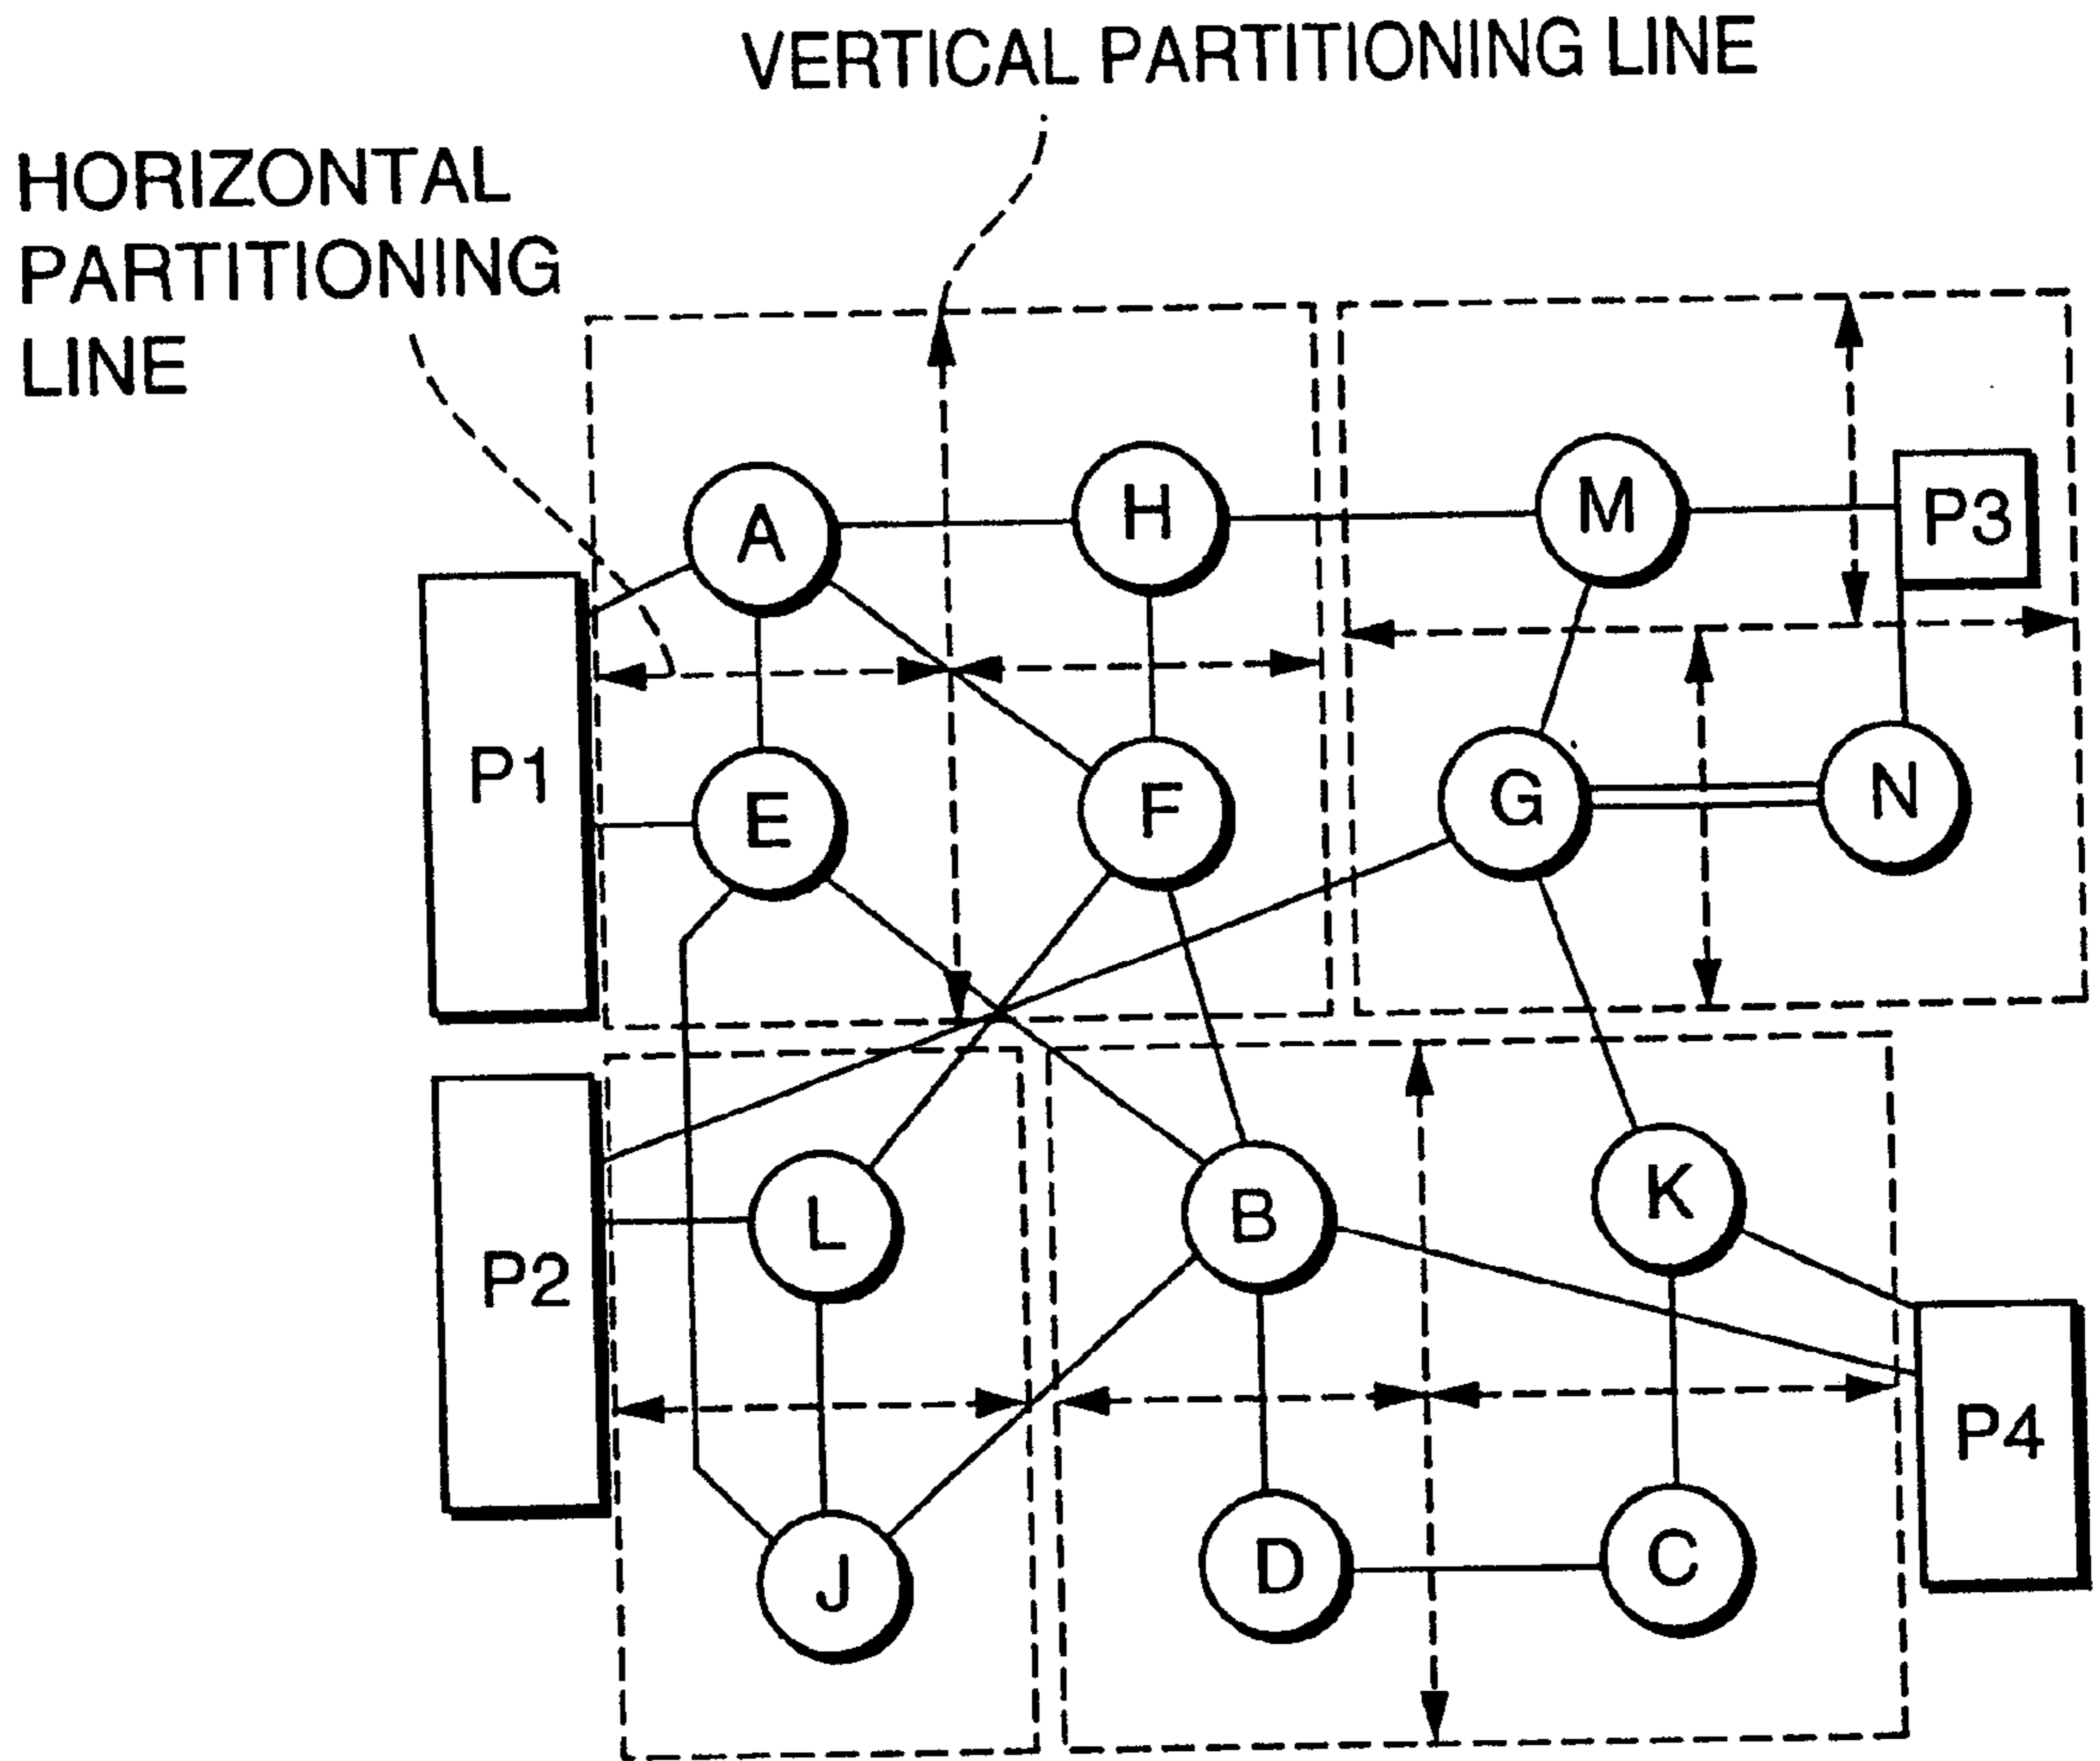 VERTICAL PARTITIONING LINE
HORIZONTAL
PARTITIONING
LINE
A
H
M
P3
P1
E
F
G
N
L
B
K
P2
P4
J
D
C